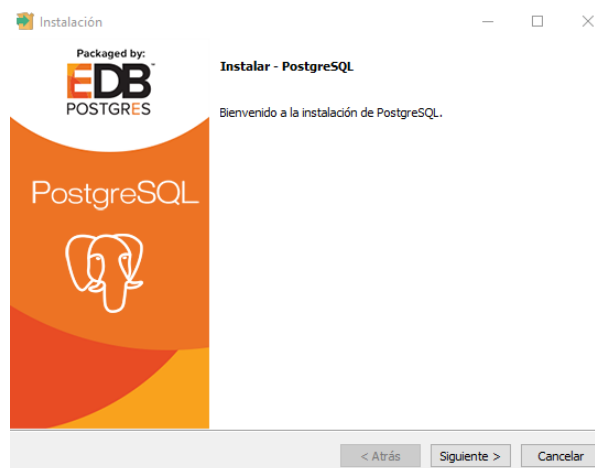 Instalación
Packaged by:
EDB
POSTGRES
Instalar - PostgreSQL
Bienvenido a la instalación de PostgreSQL.
PostgreSQL
< Atrás
Siguiente >
Cancelar